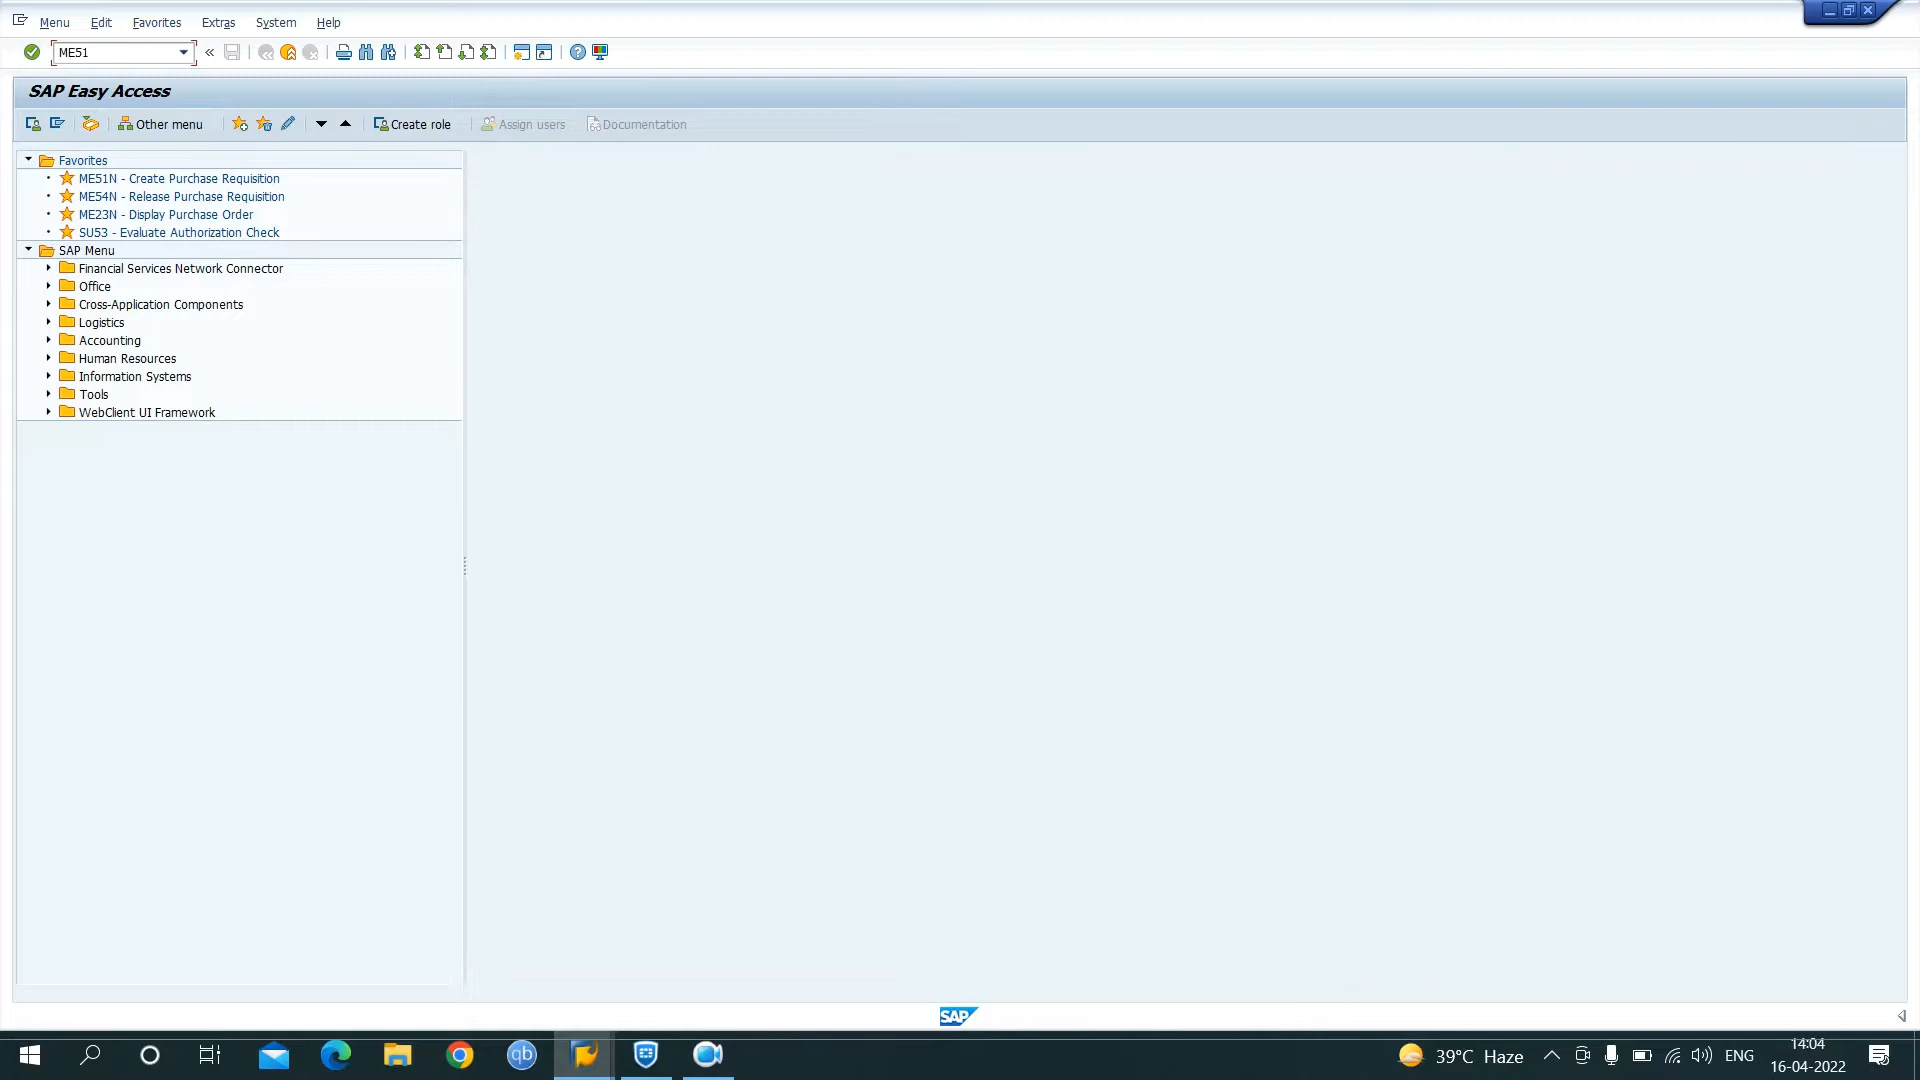 Menu Edit Favorites Extras System Help
ME51
SAP Easy Access
Other menu Create role Assign users Documentation
Favorites
ME51N - Create Purchase Requisition
ME54N - Release Purchase Requisition
ME23N - Display Purchase Order
SU53 - Evaluate Authorization Check
SAP Menu
Financial Services Network Connector
Office
Cross-Application Components
Logistics
Accounting
Human Resources
Information Systems
Tools
WebClient UI Framework
SAP
qb
39°C Haze
ENG
14:04
16-04-2022